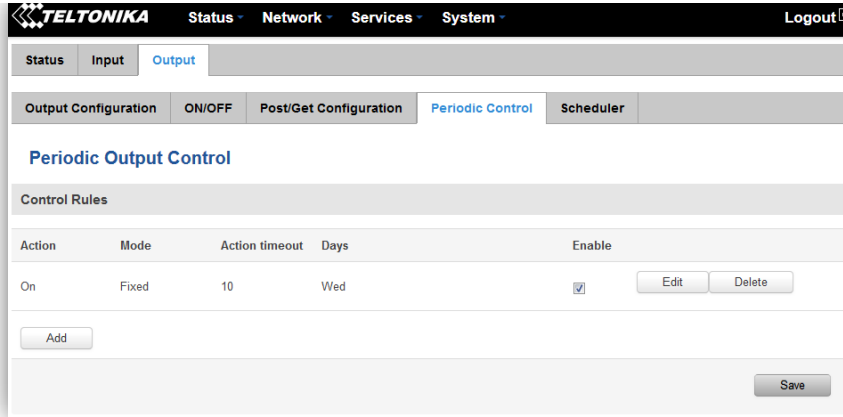 TELTONIKA Status Network Services System Logout
Status Input Output
Output Configuration ON/OFF Post/Get Configuration Periodic Control Scheduler
Periodic Output Control
Control Rules
Action Mode Action timeout Days Enable
On Fixed 10 Wed Edit Delete
Add
Save